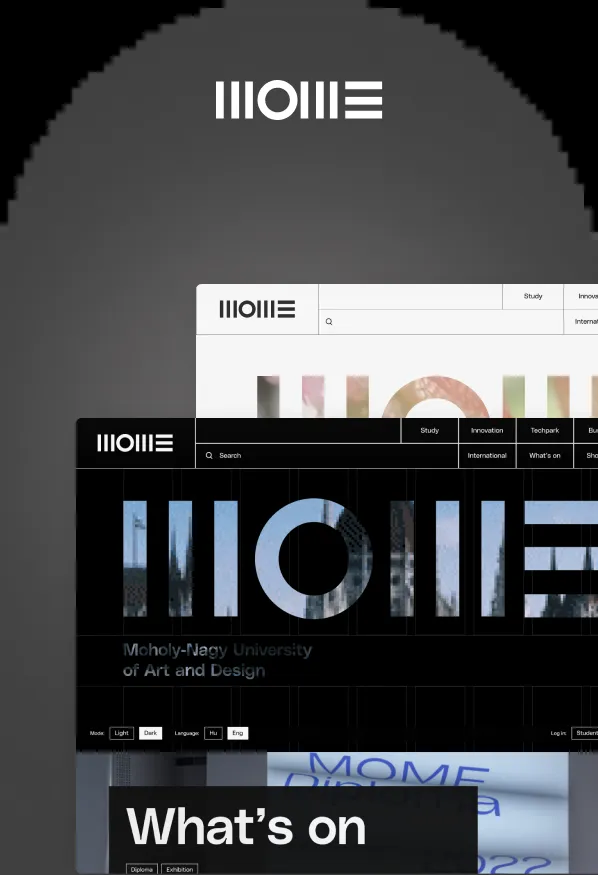 MOME
MOME
Study
Innova
Internat
MOME
Study
Innovation
Techpark
Bu
Search
International
What's on
Sho
MOME
Moholy-Nagy University
of Art and Design
Mode:
Light
Dark
Language:
Hu
Eng
Log in:
Student
MOME
Diploma
2022
What's on
Diploma
Exhibition